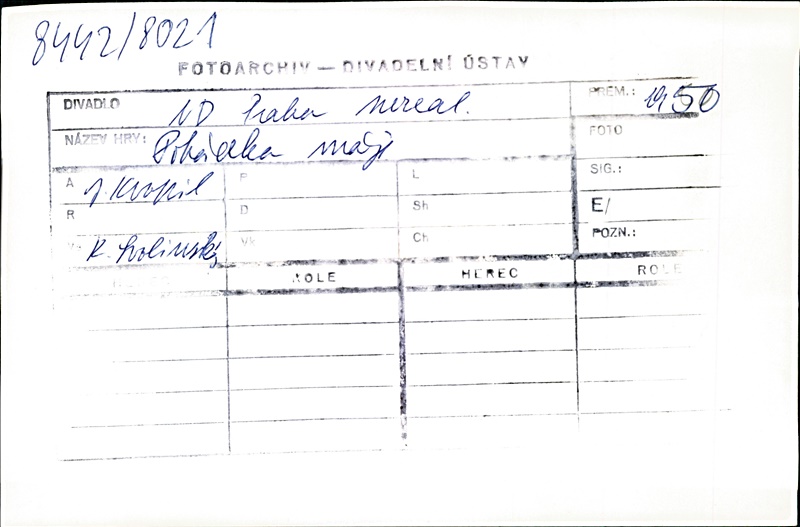 8442/8021
FOTOARCHIV — DIVADELNÍ ÚSTAV
DIVADLO ND Praha nereal. PREM.: 1950
NÁZEV HRY: Pohádka máje FOTO
A J Kvapil P L SIG.:
R D Sh E/
K. Svolinský Vk Ch POZN.:
ROLE HEREC ROLE